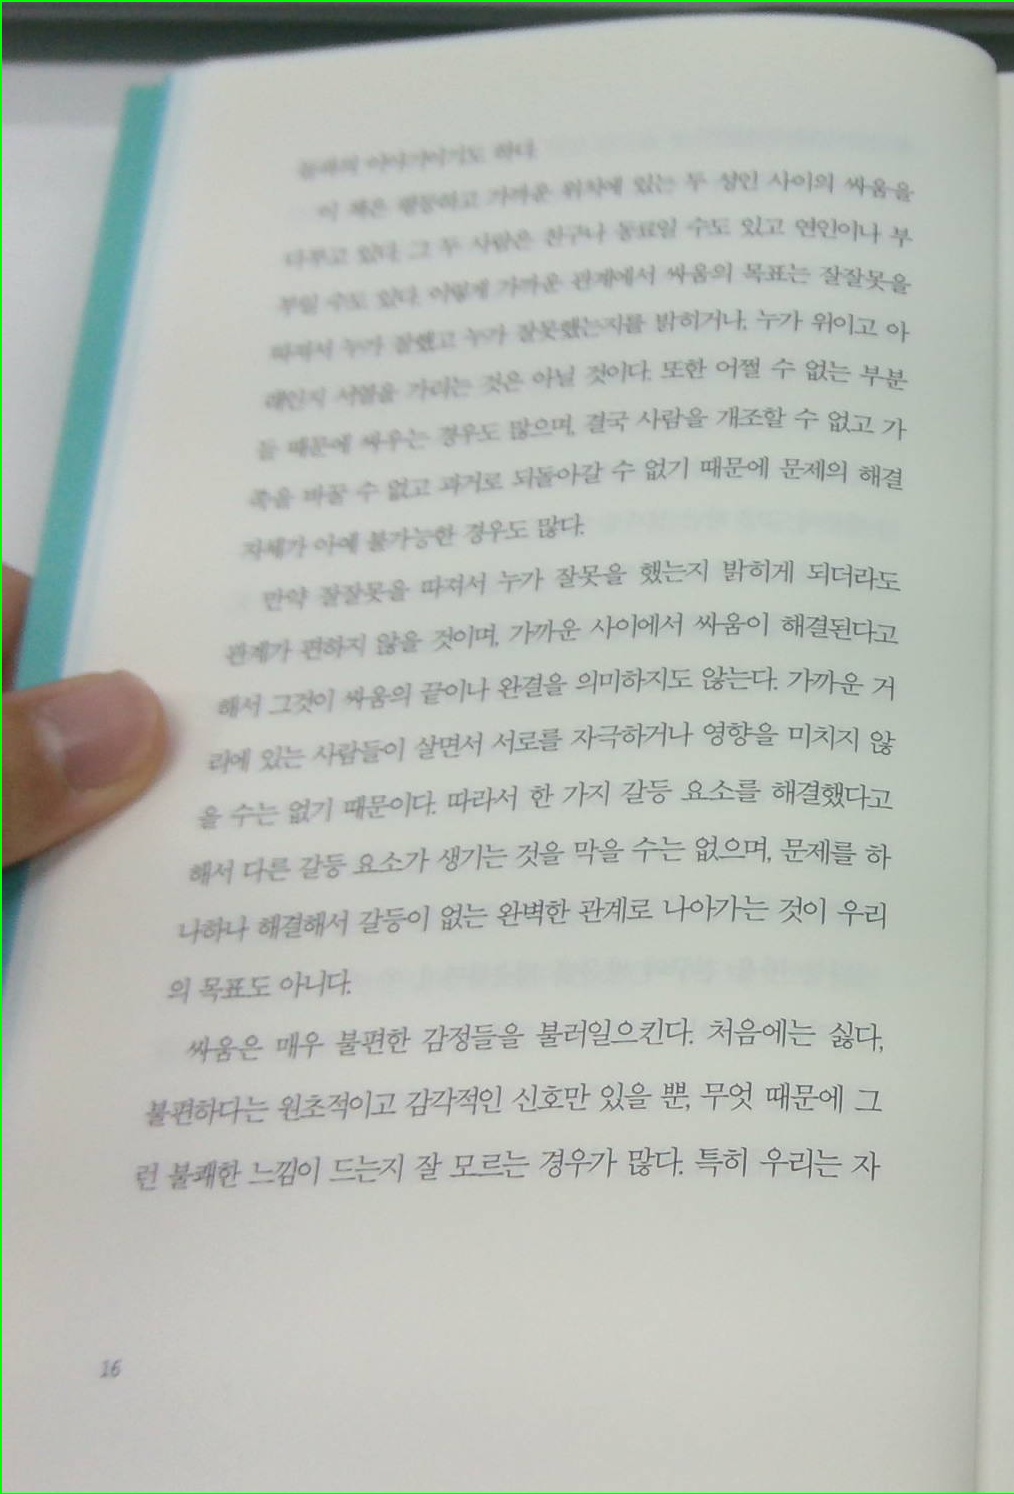 이야기이기도 하다.
이 책은 평등하고 가까운 위치에 있는 두 성인 사이의 싸움을
다루고 있다. 그 두 사람은 친구나 동료일 수도 있고 연인이나 부
부일 수도 있다. 이렇게 가까운 관계에서 싸움의 목표는 잘잘못을
따져서 누가 잘했고 누가 잘못했는지를 밝히거나, 누가 위이고 아
래인지 서열을 가리는 것은 아닐 것이다. 또한 어쩔 수 없는 부분
들 때문에 싸우는 경우도 많으며, 결국 사람을 개조할 수 없고 가
족을 바꿀 수 없고 과거로 되돌아갈 수 없기 때문에 문제의 해결
자체가 아예 불가능한 경우도 많다.
만약 잘잘못을 따져서 누가 잘못을 했는지 밝히게 되더라도
관계가 편하지 않을 것이며, 가까운 사이에서 싸움이 해결된다고
해서 그것이 싸움의 끝이나 완결을 의미하지도 않는다. 가까운 거
리에 있는 사람들이 살면서 서로를 자극하거나 영향을 미치지 않
을 수는 없기 때문이다. 따라서 한 가지 갈등 요소를 해결했다고
해서 다른 갈등 요소가 생기는 것을 막을 수는 없으며, 문제를 하
나하나 해결해서 갈등이 없는 완벽한 관계로 나아가는 것이 우리
의 목표도 아니다.
싸움은 매우 불편한 감정들을 불러일으킨다. 처음에는 싫다,
불편하다는 원초적이고 감각적인 신호만 있을 뿐, 무엇 때문에 그
런 불쾌한 느낌이 드는지 잘 모르는 경우가 많다. 특히 우리는 자
16